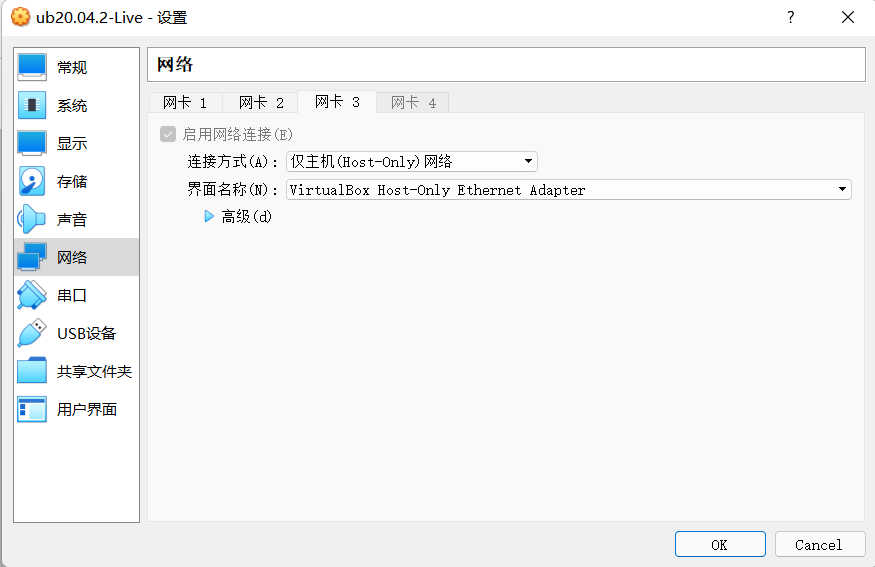 ub20.04.2-Live - 设置
?
常规
系统
显示
存储
声音
网络
串口
USB设备
共享文件夹
用户界面
网络
网卡 1 网卡 2 网卡 3 网卡 4
启用网络连接(E)
连接方式(A): 仅主机(Host-Only)网络
界面名称(N): VirtualBox Host-Only Ethernet Adapter
高级(d)
OK Cancel